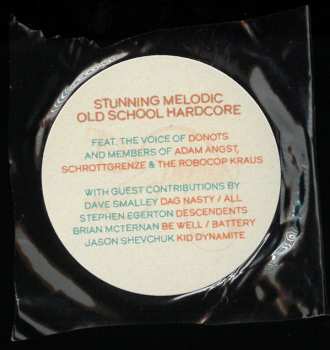 STUNNING MELODIC
OLD SCHOOL HARDCORE
FEAT. THE VOICE OF DONOTS
AND MEMBERS OF ADAM ANGST,
SCHROTTGRENZE & THE ROBOCOP KRAUS
WITH GUEST CONTRIBUTIONS BY
DAVE SMALLEY DAG NASTY / ALL
STEPHEN EGERTON DESCENDENTS
BRIAN MCTERNAN BE WELL / BATTERY
JASON SHEVCHUK KID DYNAMITE